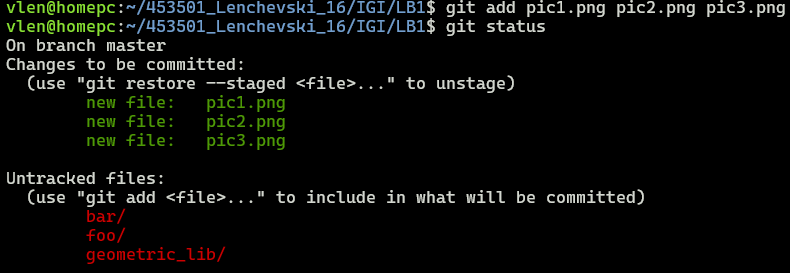 vlen@homepc:~/453501_Lenchevski_16/IGI/LB1$ git add pic1.png pic2.png pic3.png
vlen@homepc:~/453501_Lenchevski_16/IGI/LB1$ git status
On branch master
Changes to be committed:
  (use "git restore --staged <file>..." to unstage)
        new file:   pic1.png
        new file:   pic2.png
        new file:   pic3.png

Untracked files:
  (use "git add <file>..." to include in what will be committed)
        bar/
        foo/
        geometric_lib/